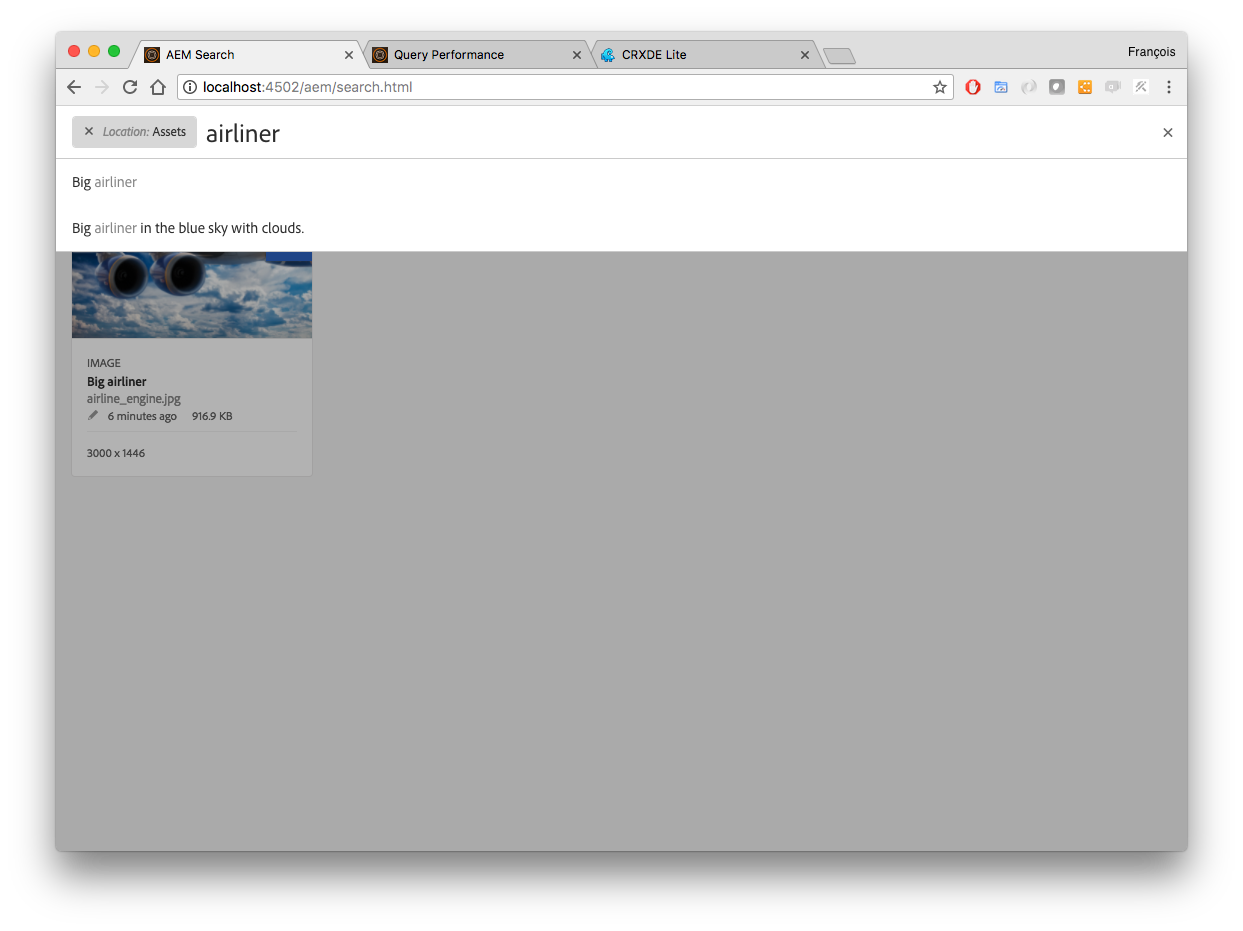 AEM Search
Query Performance
CRXDE Lite
François
localhost:4502/aem/search.html
Location: Assets
airliner
Big airliner
Big airliner in the blue sky with clouds.
IMAGE
Big airliner
airline_engine.jpg
6 minutes ago 916.9 KB
3000 x 1446